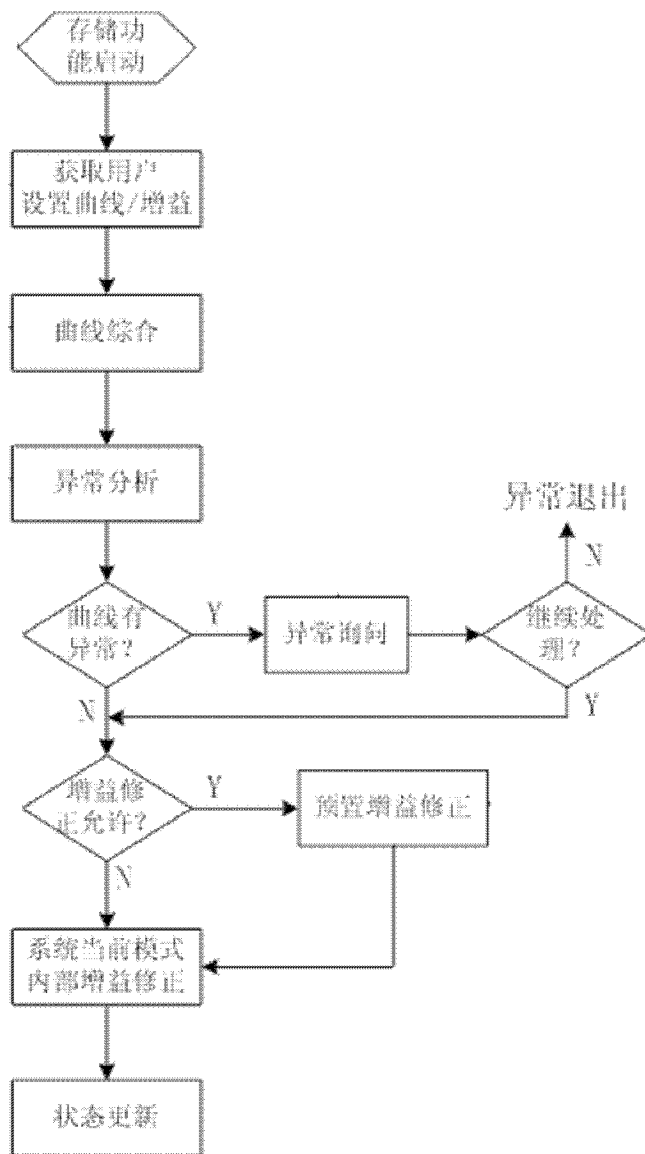 存储功
能启动
获取用户
设置曲线/增益
曲线综合
异常分析
异常退出
N
曲线有
异常？
Y
异常询问
继续处
理？
N
Y
增益修
正允许？
Y
预置增益修正
N
系统当前模式
内部增益修正
状态更新